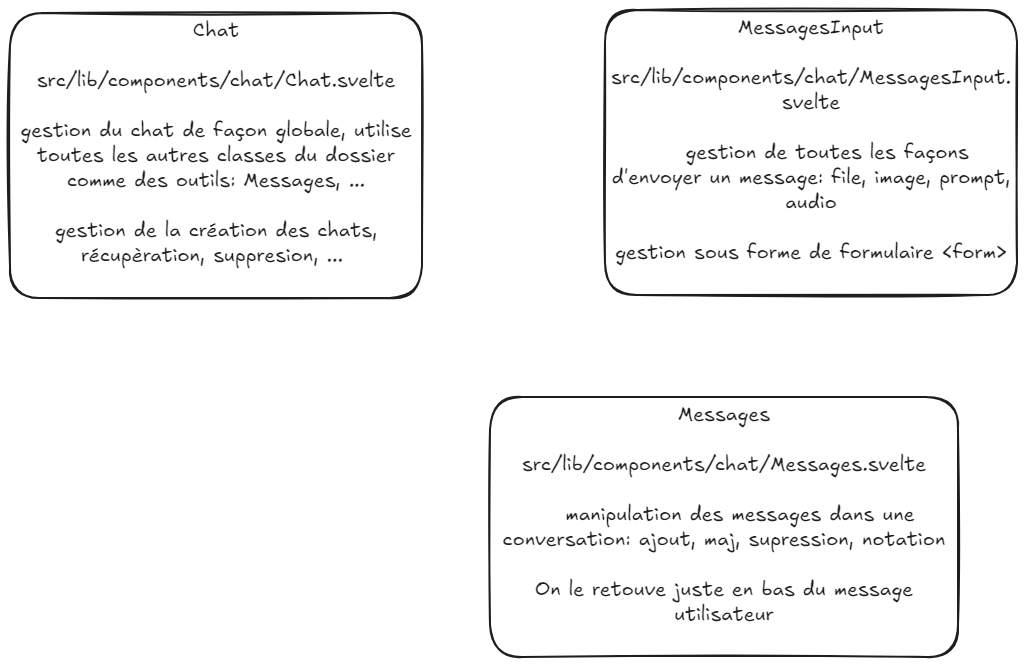 Chat
src/lib/components/chat/Chat.svelte
gestion du chat de façon globale, utilise
toutes les autres classes du dossier
comme des outils: Messages, ...
gestion de la création des chats,
récupèration, suppresion, ...
MessagesInput
src/lib/components/chat/MessagesInput.
svelte
gestion de toutes les façons
d'envoyer un message: file, image, prompt,
audio
gestion sous forme de formulaire <form>
Messages
src/lib/components/chat/Messages.svelte
manipulation des messages dans une
conversation: ajout, maj, supression, notation
On le retouve juste en bas du message
utilisateur